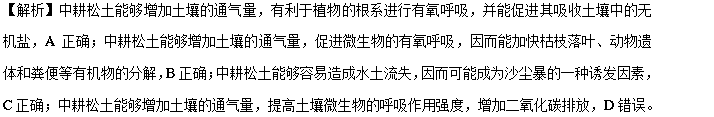 【解析】中耕松土能够增加土壤的通气量，有利于植物的根系进行有氧呼吸，并能促进其吸收土壤中的无
机盐，A 正确；中耕松土能够增加土壤的通气量，促进微生物的有氧呼吸，因而能加快枯枝落叶、动物遗
体和粪便等有机物的分解，B正确；中耕松土能够容易造成水土流失，因而可能成为沙尘暴的一种诱发因素，
C正确；中耕松土能够增加土壤的通气量，提高土壤微生物的呼吸作用强度，增加二氧化碳排放，D错误。